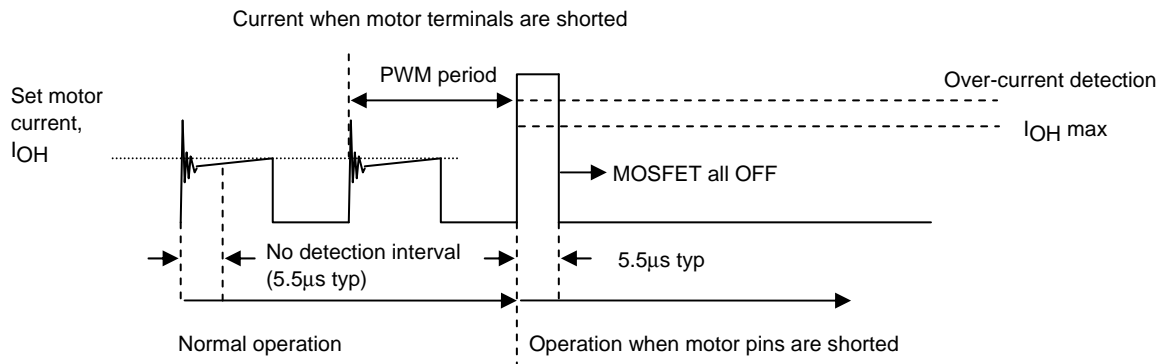 Current when motor terminals are shorted
PWM period
Over-current detection
Set motor
current,
IOH
IOH max
MOSFET all OFF
No detection interval
(5.5μs typ)
5.5μs typ
Normal operation
Operation when motor pins are shorted